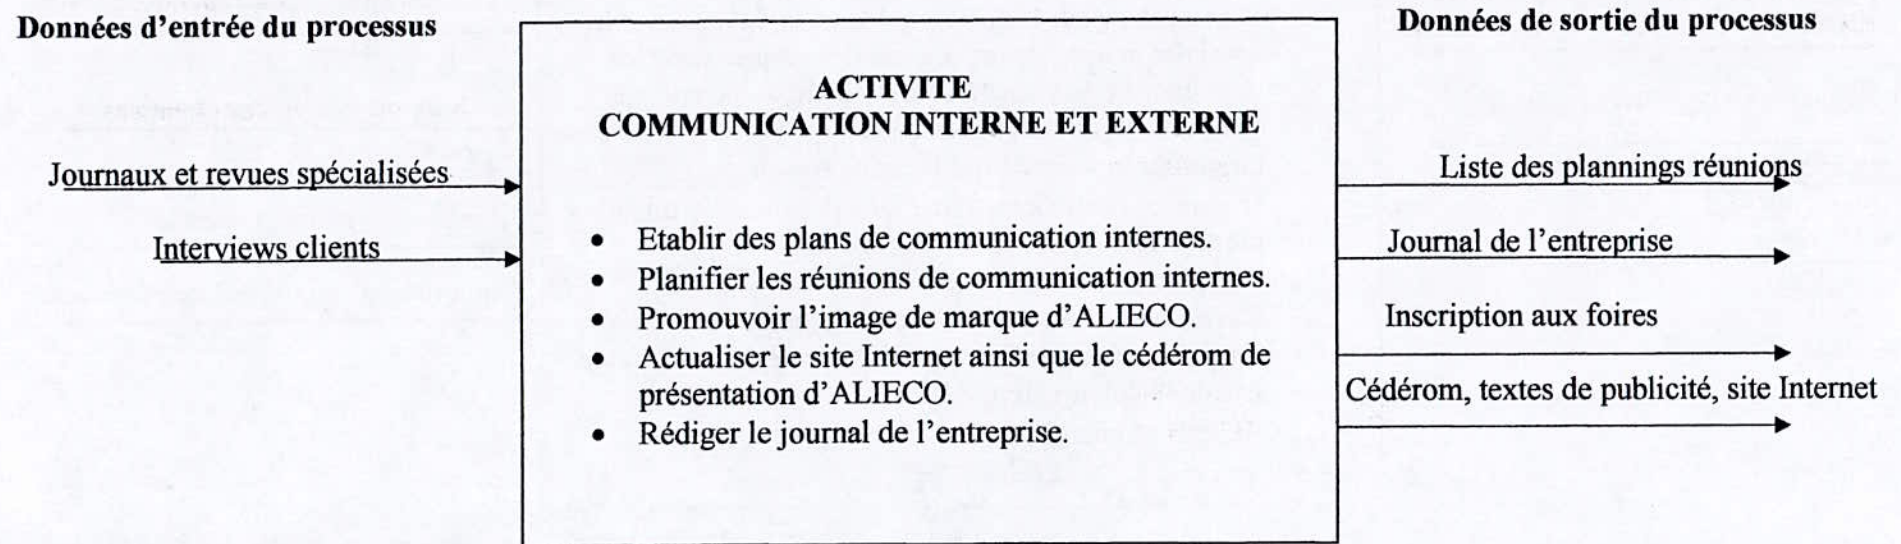 Données d'entrée du processus
Journaux et revues spécialisées
Interviews clients
ACTIVITE
COMMUNICATION INTERNE ET EXTERNE
• Etablir des plans de communication internes.
• Planifier les réunions de communication internes.
• Promouvoir l'image de marque d'ALIECO.
• Actualiser le site Internet ainsi que le cédérom de
présentation d'ALIECO.
• Rédiger le journal de l'entreprise.
Données de sortie du processus
Liste des plannings réunions
Journal de l'entreprise
Inscription aux foires
Cédérom, textes de publicité, site Internet